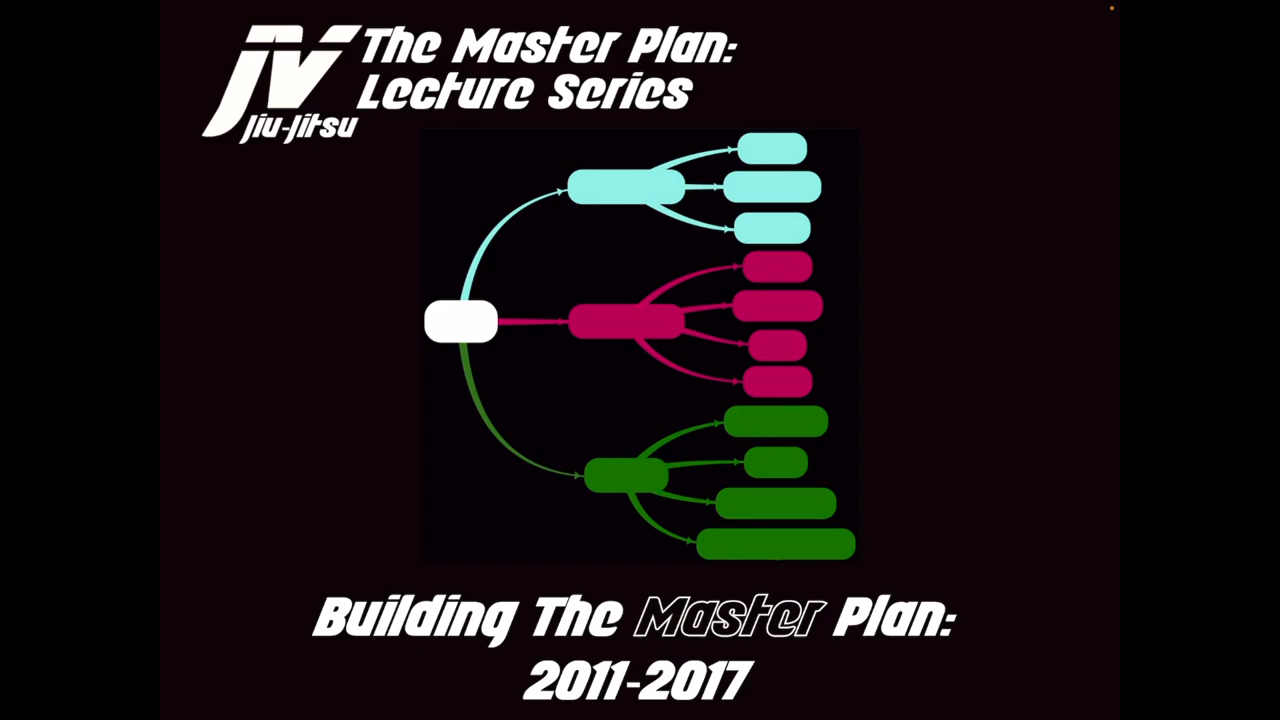 JV
Jiu-Jitsu
The Master Plan:
Lecture Series
Building The Master Plan:
2011-2017